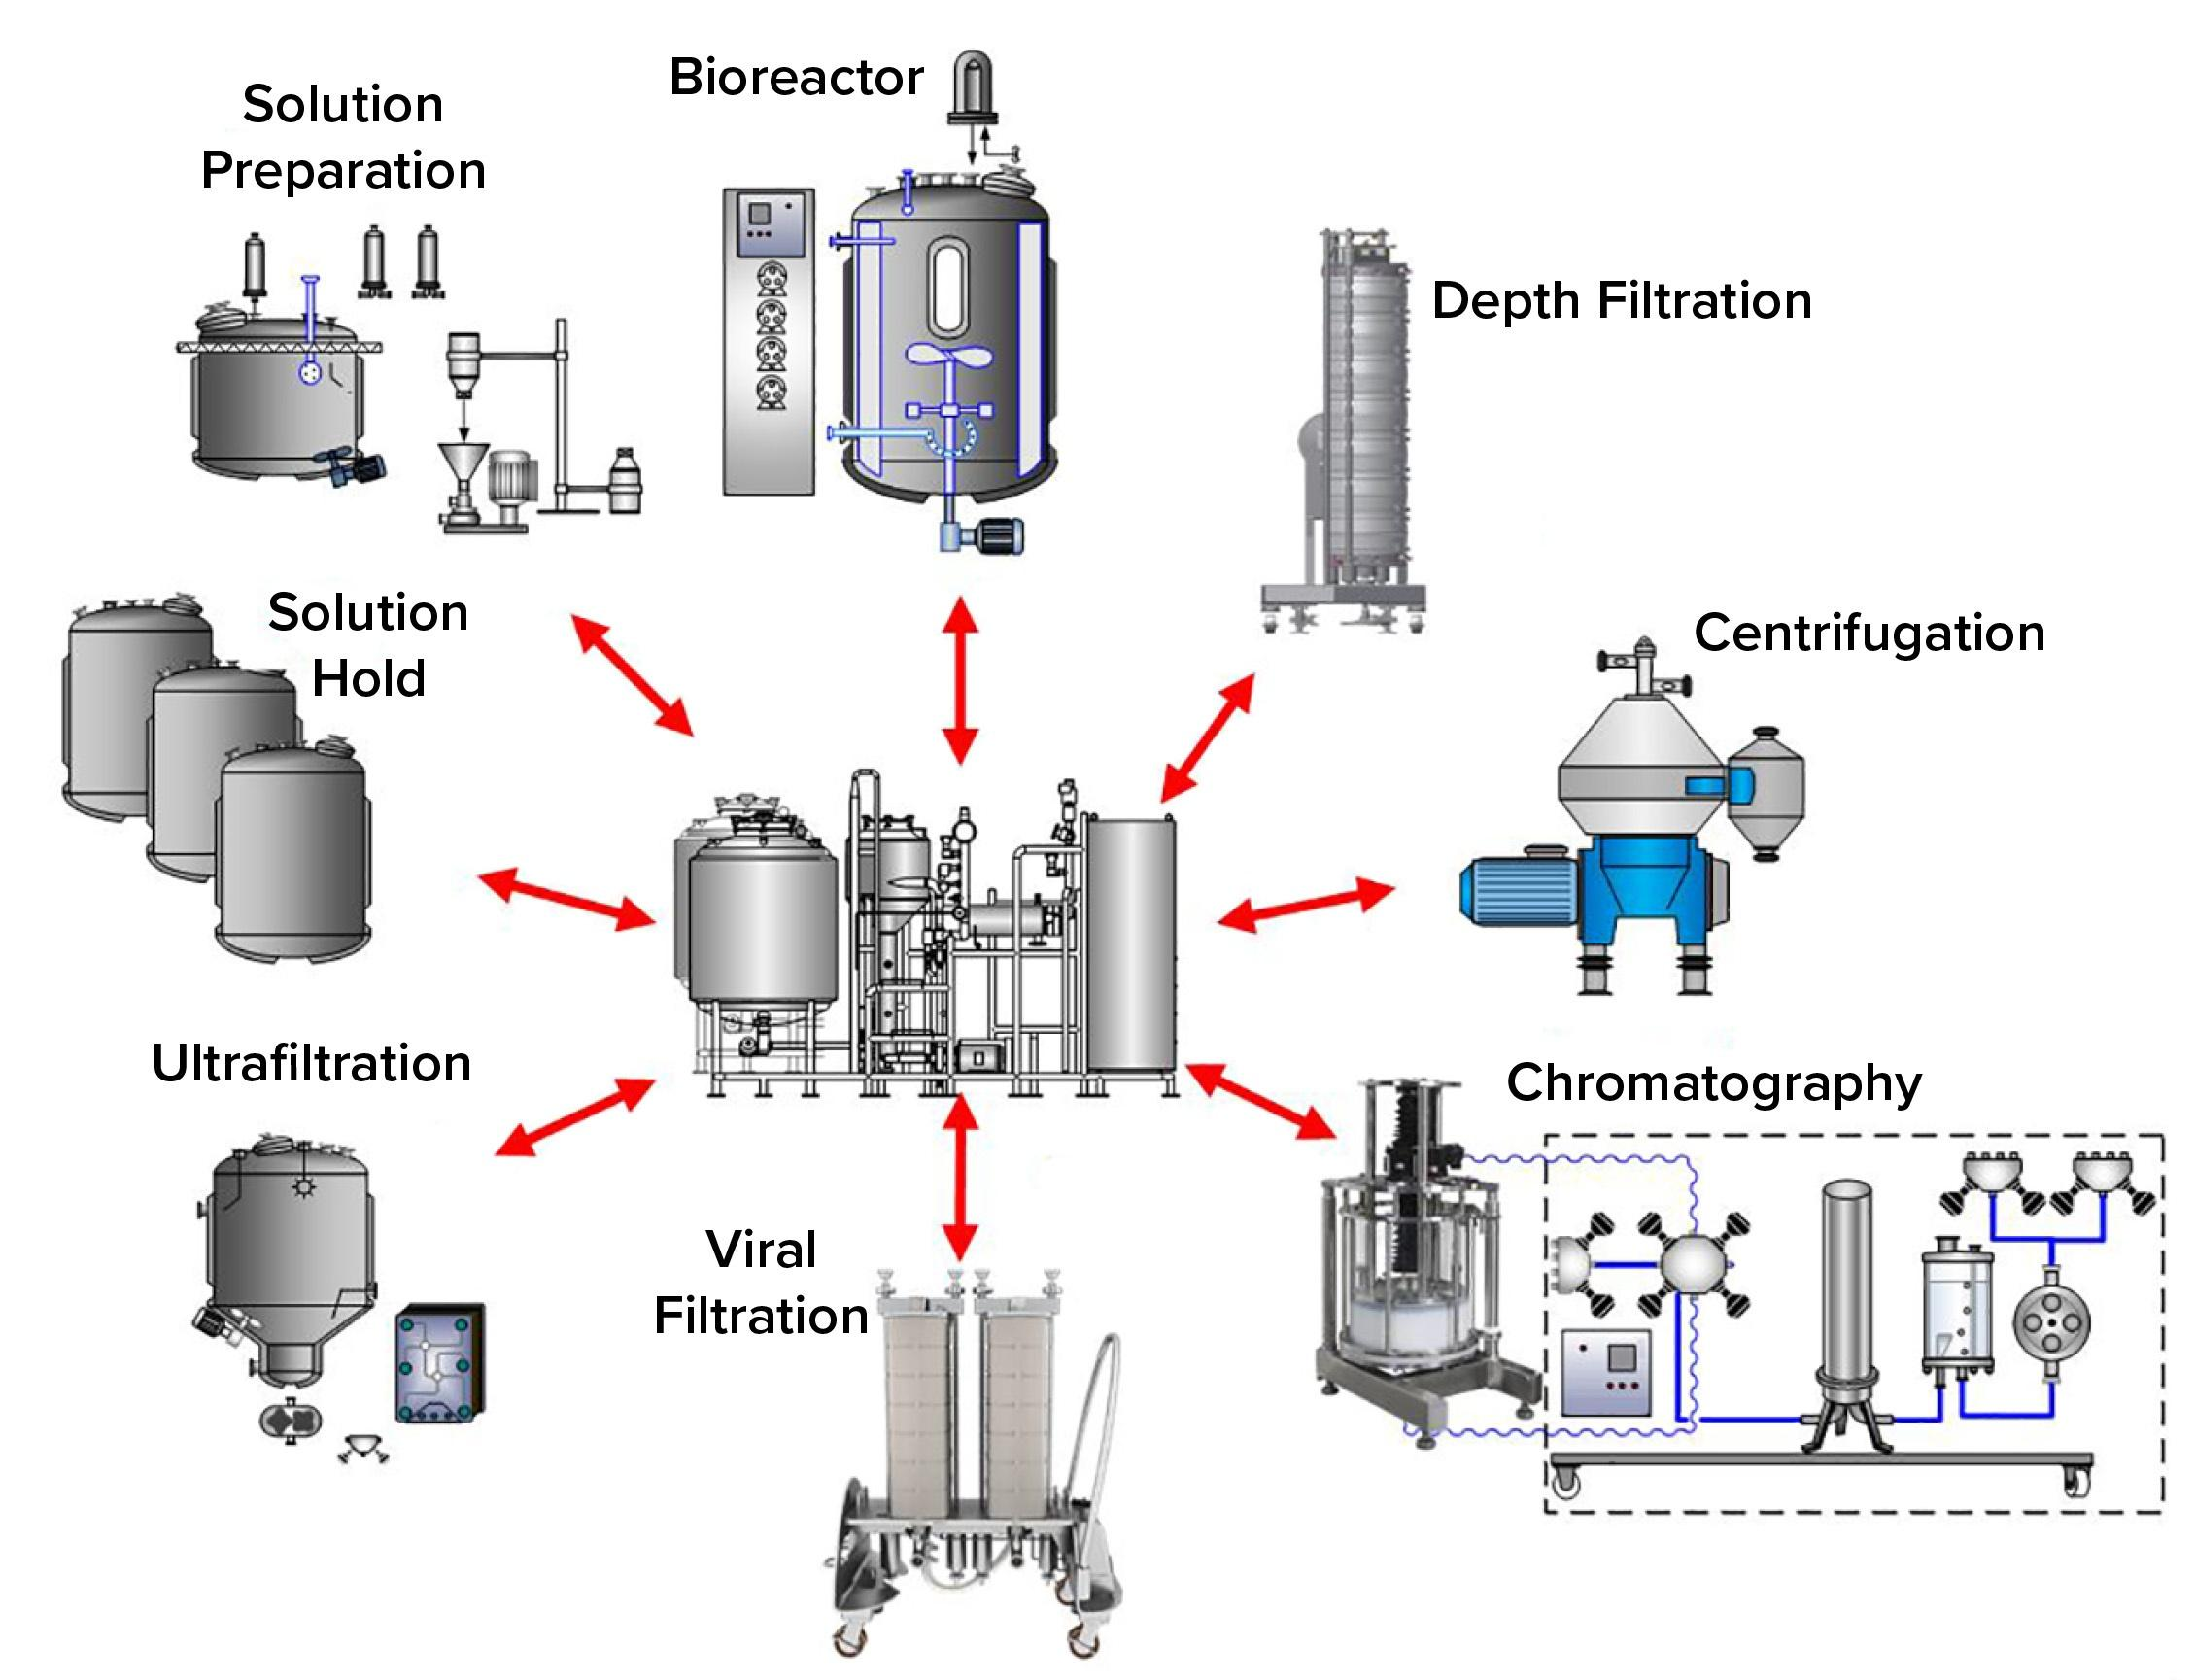 Solution
Preparation
Bioreactor
Depth Filtration
Solution
Hold
Centrifugation
Ultrafiltration
Chromatography
Viral
Filtration